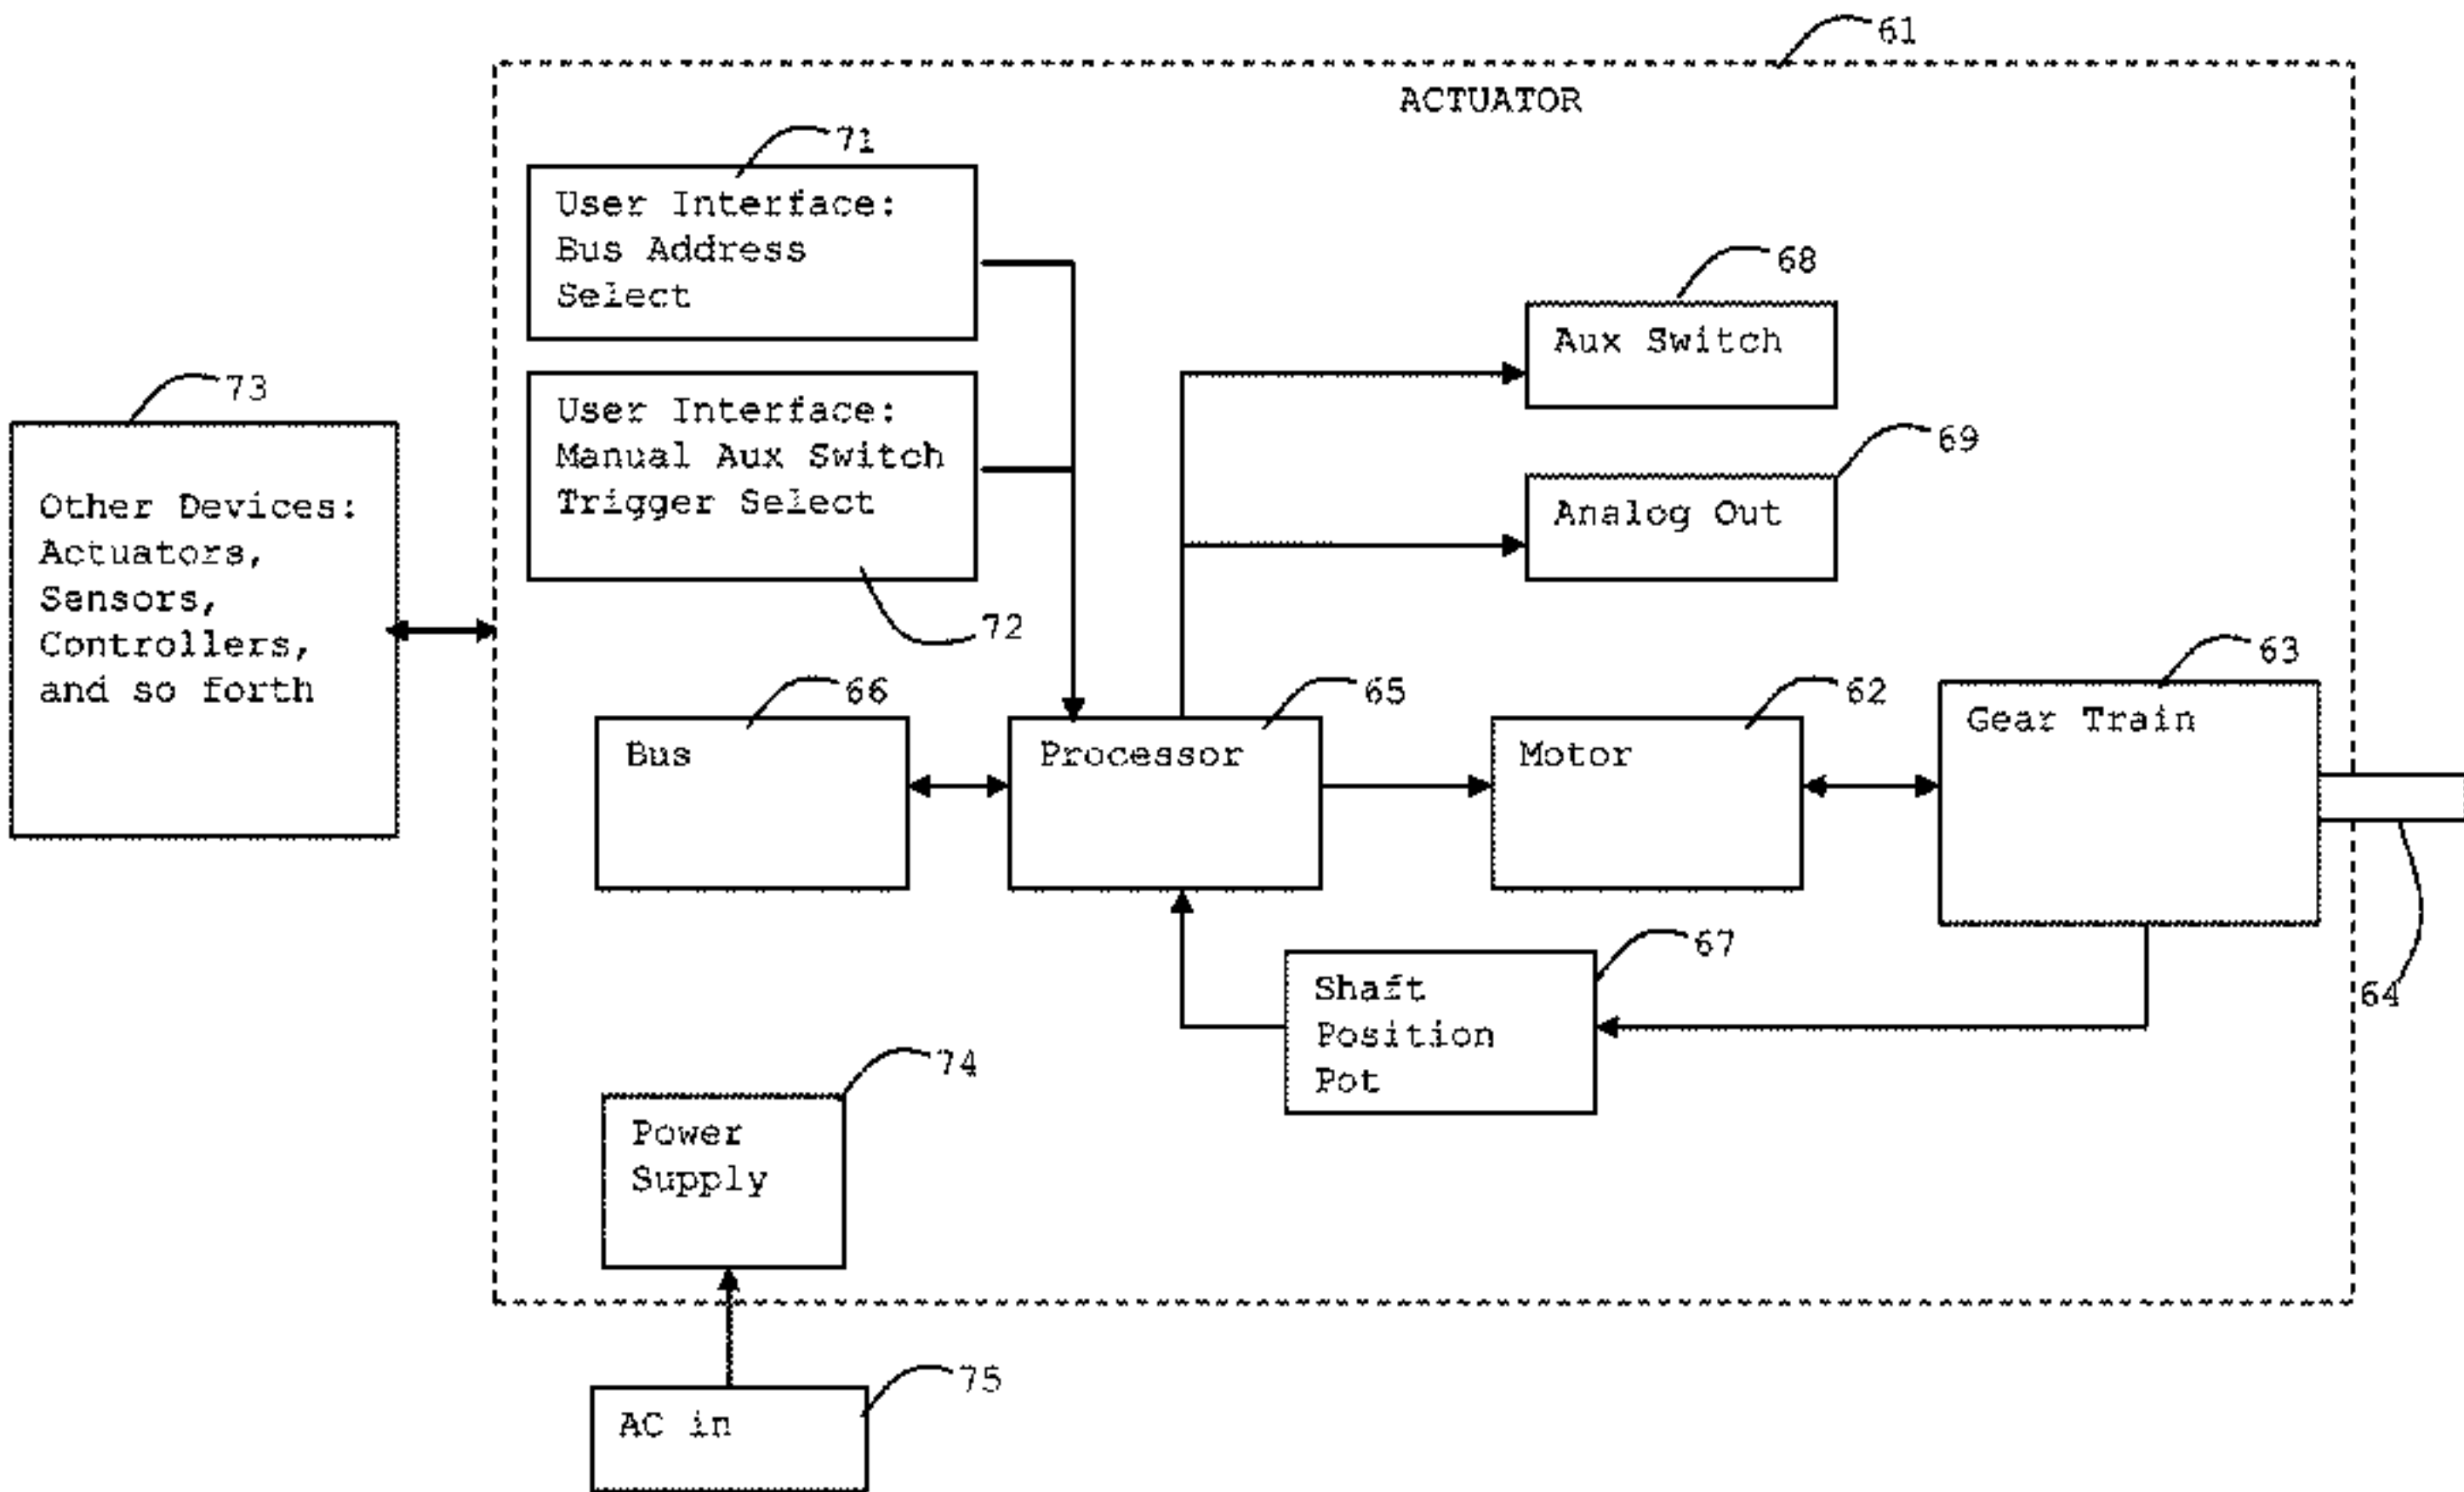 61
ACTUATOR
71
User Interface:
Bus Address
Select
68
Aux Switch
73
User Interface:
Manual Aux Switch
Trigger Select
72
69
Analog Out
Other Devices:
Actuators,
Sensors,
Controllers,
and so forth
66
Bus
65
Processor
62
Motor
63
Gear Train
64
67
Shaft
Position
Pot
74
Power
Supply
75
AC in